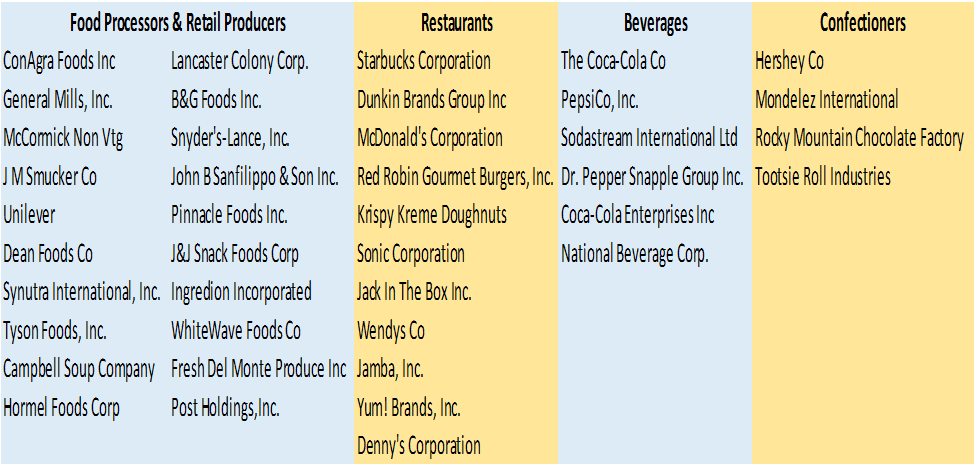 Food Processors & Retail Producers Restaurants Beverages Confectioners
ConAgra Foods Inc Lancaster Colony Corp. Starbucks Corporation The Coca-Cola Co Hershey Co
General Mills, Inc. B&G Foods Inc. Dunkin Brands Group Inc PepsiCo, Inc. Mondelez International
McCormick Non Vtg Snyder's-Lance, Inc. McDonald's Corporation Sodastream International Ltd Rocky Mountain Chocolate Factory
J M Smucker Co John B Sanfilippo & Son Inc. Red Robin Gourmet Burgers, Inc. Dr. Pepper Snapple Group Inc. Tootsie Roll Industries
Unilever Pinnacle Foods Inc. Krispy Kreme Doughnuts Coca-Cola Enterprises Inc
Dean Foods Co J&J Snack Foods Corp Sonic Corporation National Beverage Corp.
Synutra International, Inc. Ingredion Incorporated Jack In The Box Inc.
Tyson Foods, Inc. WhiteWave Foods Co Wendys Co
Campbell Soup Company Fresh Del Monte Produce Inc Jamba, Inc.
Hormel Foods Corp Post Holdings,Inc. Yum! Brands, Inc.
Denny's Corporation